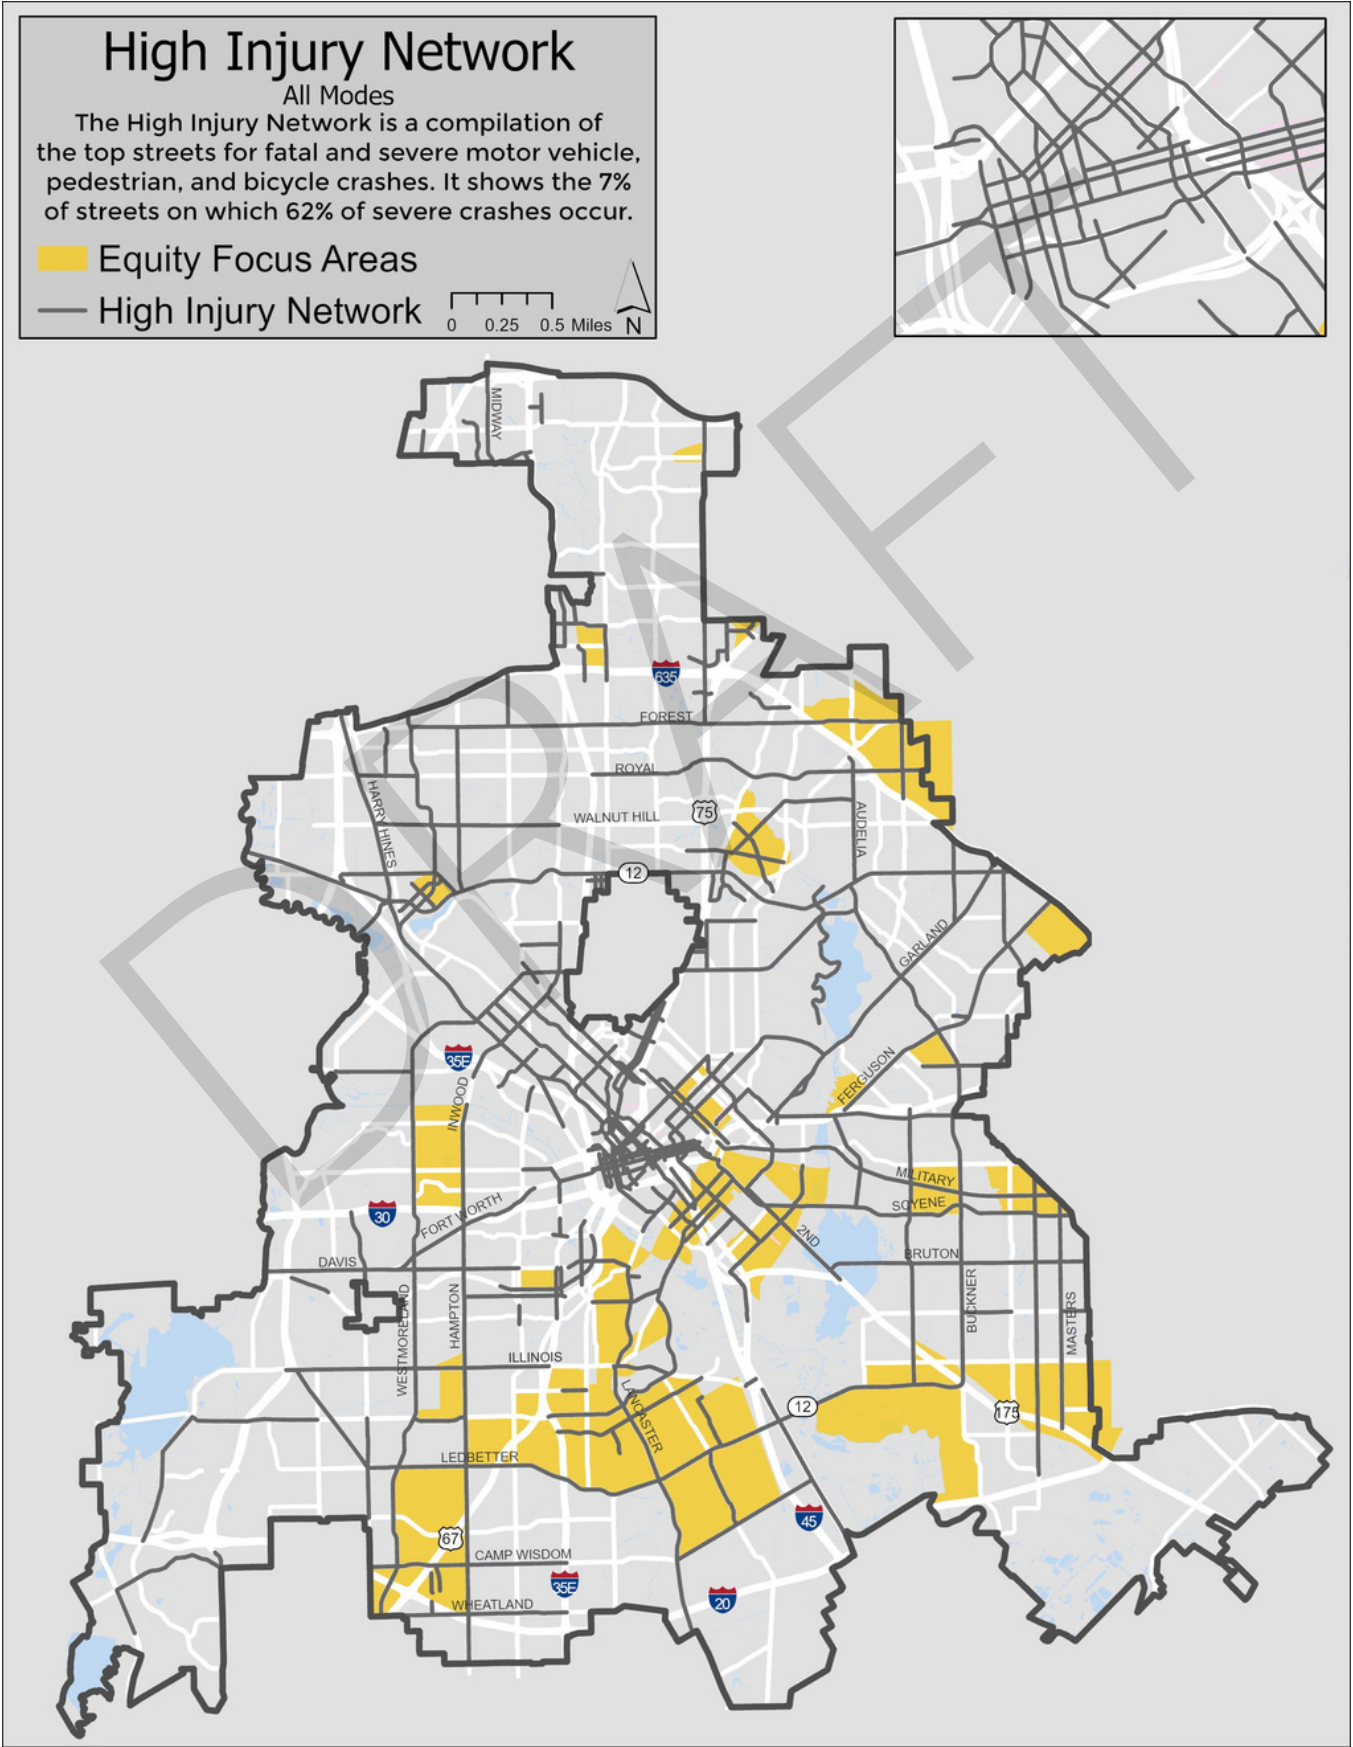 High Injury Network
All Modes
The High Injury Network is a compilation of
the top streets for fatal and severe motor vehicle,
pedestrian, and bicycle crashes. It shows the 7%
of streets on which 62% of severe crashes occur.
Equity Focus Areas
High Injury Network
0 0.25 0.5 Miles
N
DRAFT
MIDWAY
635
FOREST
ROYAL
HARRY HINES
WALNUT HILL
75
AUDELIA
12
GARLAND
35E
INWOOD
FERGUSON
MILITARY
SCYENE
30
FORT WORTH
2ND
DAVIS
BRUTON
WESTMORELAND
HAMPTON
BUCKNER
MASTERS
ILLINOIS
LANCASTER
12
175
LEDBETTER
67
45
CAMP WISDOM
35E
WHEATLAND
20